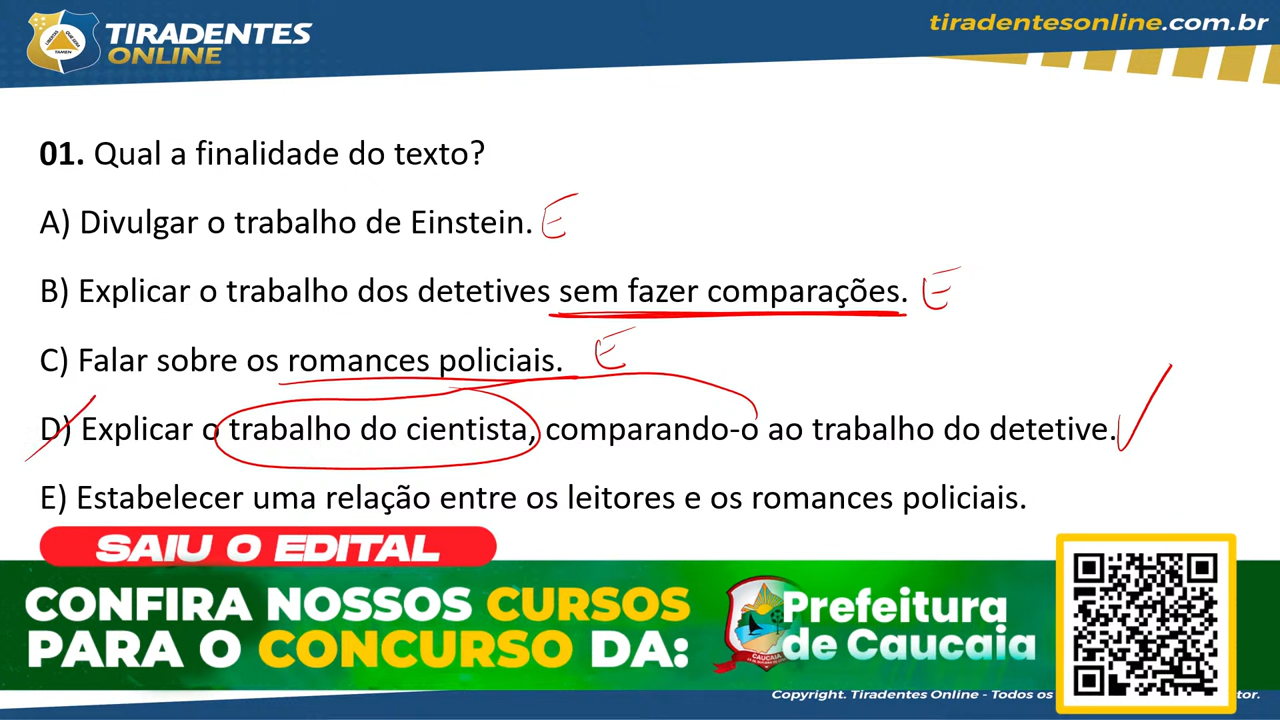 TIRADENTES
ONLINE
tiradentesonline.com.br
01. Qual a finalidade do texto?
A) Divulgar o trabalho de Einstein. E
B) Explicar o trabalho dos detetives sem fazer comparações. E
C) Falar sobre os romances policiais. E
D) Explicar o trabalho do cientista, comparando-o ao trabalho do detetive.
E) Estabelecer uma relação entre os leitores e os romances policiais.
SAIU O EDITAL
CONFIRA NOSSOS CURSOS
PARA O CONCURSO DA:
Prefeitura
de Caucaia
CAUCAIA
Copyright. Tiradentes Online - Todos os
tor.